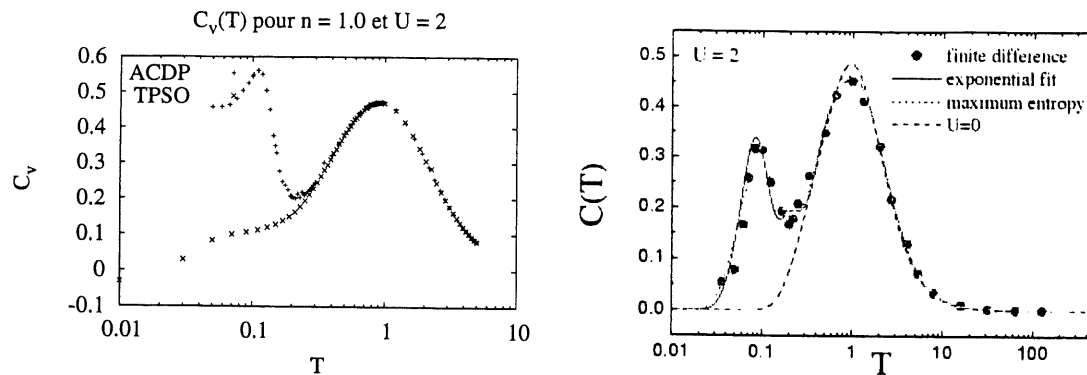 Cᵥ(T) pour n = 1.0 et U = 2
0.6
0.5
0.4
0.3
0.2
0.1
0
-0.1
Cᵥ
ACDP +
TPSO ×
0.01
0.1
1
10
T
0.5
0.4
0.3
0.2
0.1
0.0
C(T)
U = 2
finite difference
exponential fit
maximum entropy
U=0
0.01
0.1
1
10
100
T